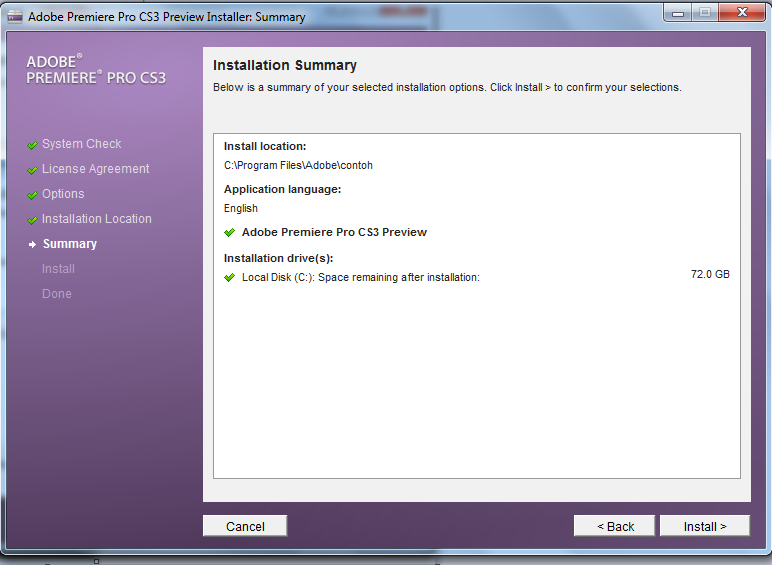 Adobe Premiere Pro CS3 Preview Installer: Summary
ADOBE®
PREMIERE® PRO CS3
System Check
License Agreement
Options
Installation Location
Summary
Install
Done
Installation Summary
Below is a summary of your selected installation options. Click Install > to confirm your selections.
Install location:
C:\Program Files\Adobe\contoh
Application language:
English
Adobe Premiere Pro CS3 Preview
Installation drive(s):
Local Disk (C:): Space remaining after installation: 72.0 GB
Cancel
< Back
Install >